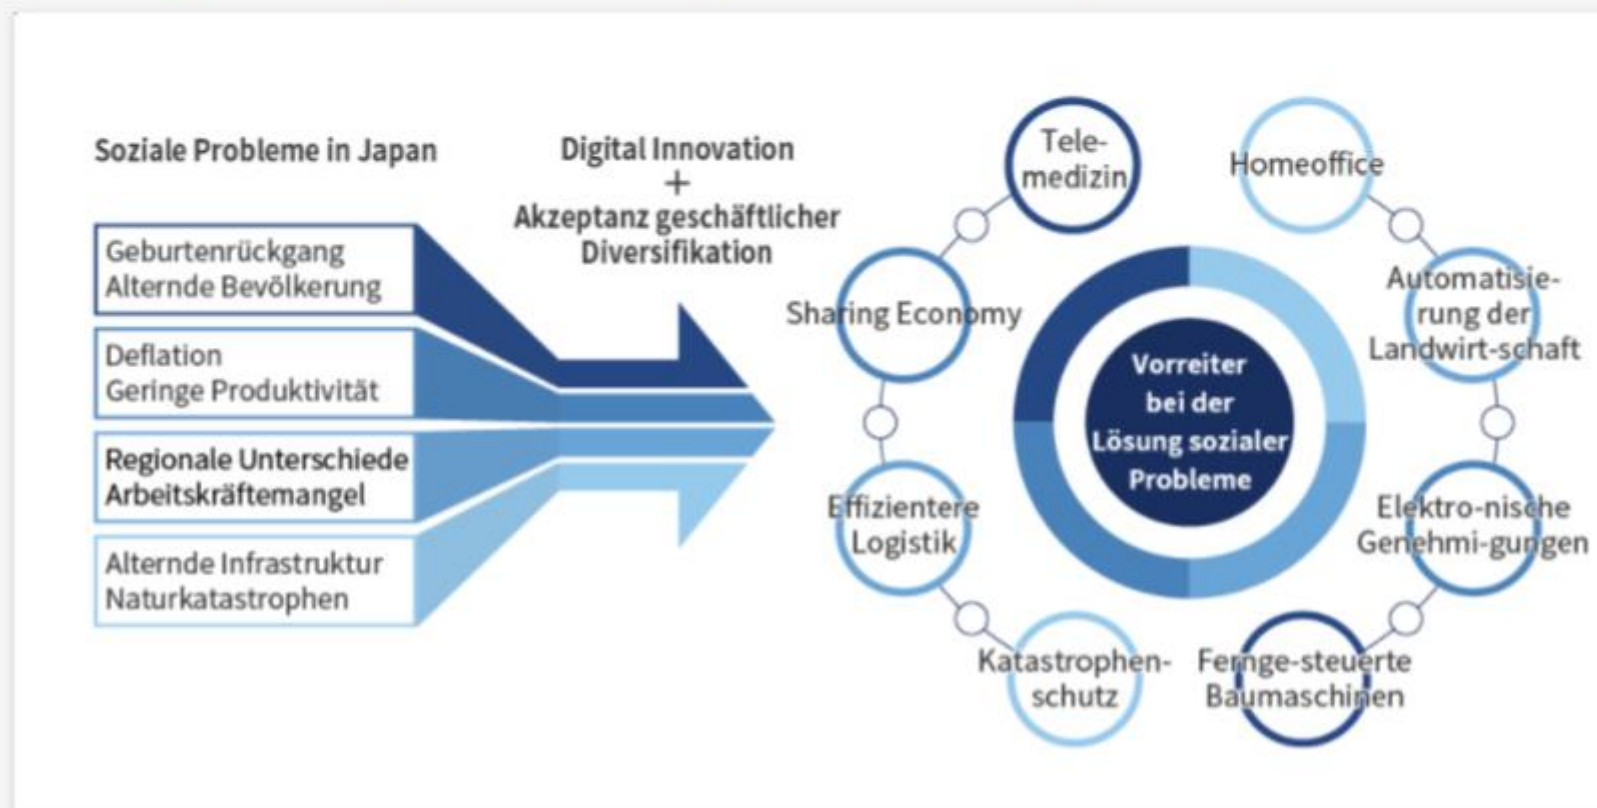 Soziale Probleme in Japan
Geburtenrückgang
Alternde Bevölkerung
Deflation
Geringe Produktivität
Regionale Unterschiede
Arbeitskräftemangel
Alternde Infrastruktur
Naturkatastrophen
Digital Innovation
+
Akzeptanz geschäftlicher
Diversifikation
Tele-
medizin
Sharing Economy
Effizientere
Logistik
Katastrophen-
schutz
Vorreiter
bei der
Lösung sozialer
Probleme
Homeoffice
Automatisie-
rung der
Landwirt-schaft
Elektro-nische
Genehmi-gungen
Fernge-steuerte
Baumaschinen